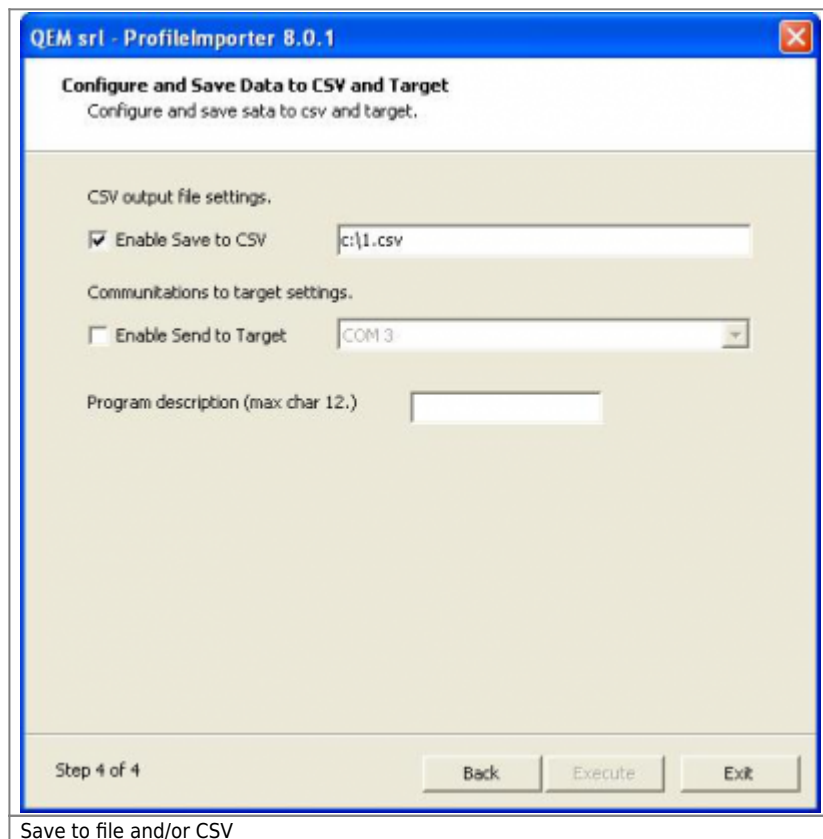 QEM srl - ProfileImporter 8.0.1
Configure and Save Data to CSV and Target
Configure and save sata to csv and target.
CSV output file settings.
Enable Save to CSV c:\1.csv
Communitations to target settings.
Enable Send to Target COM 3
Program description (max char 12.)
Step 4 of 4 Back Execute Exit
Save to file and/or CSV